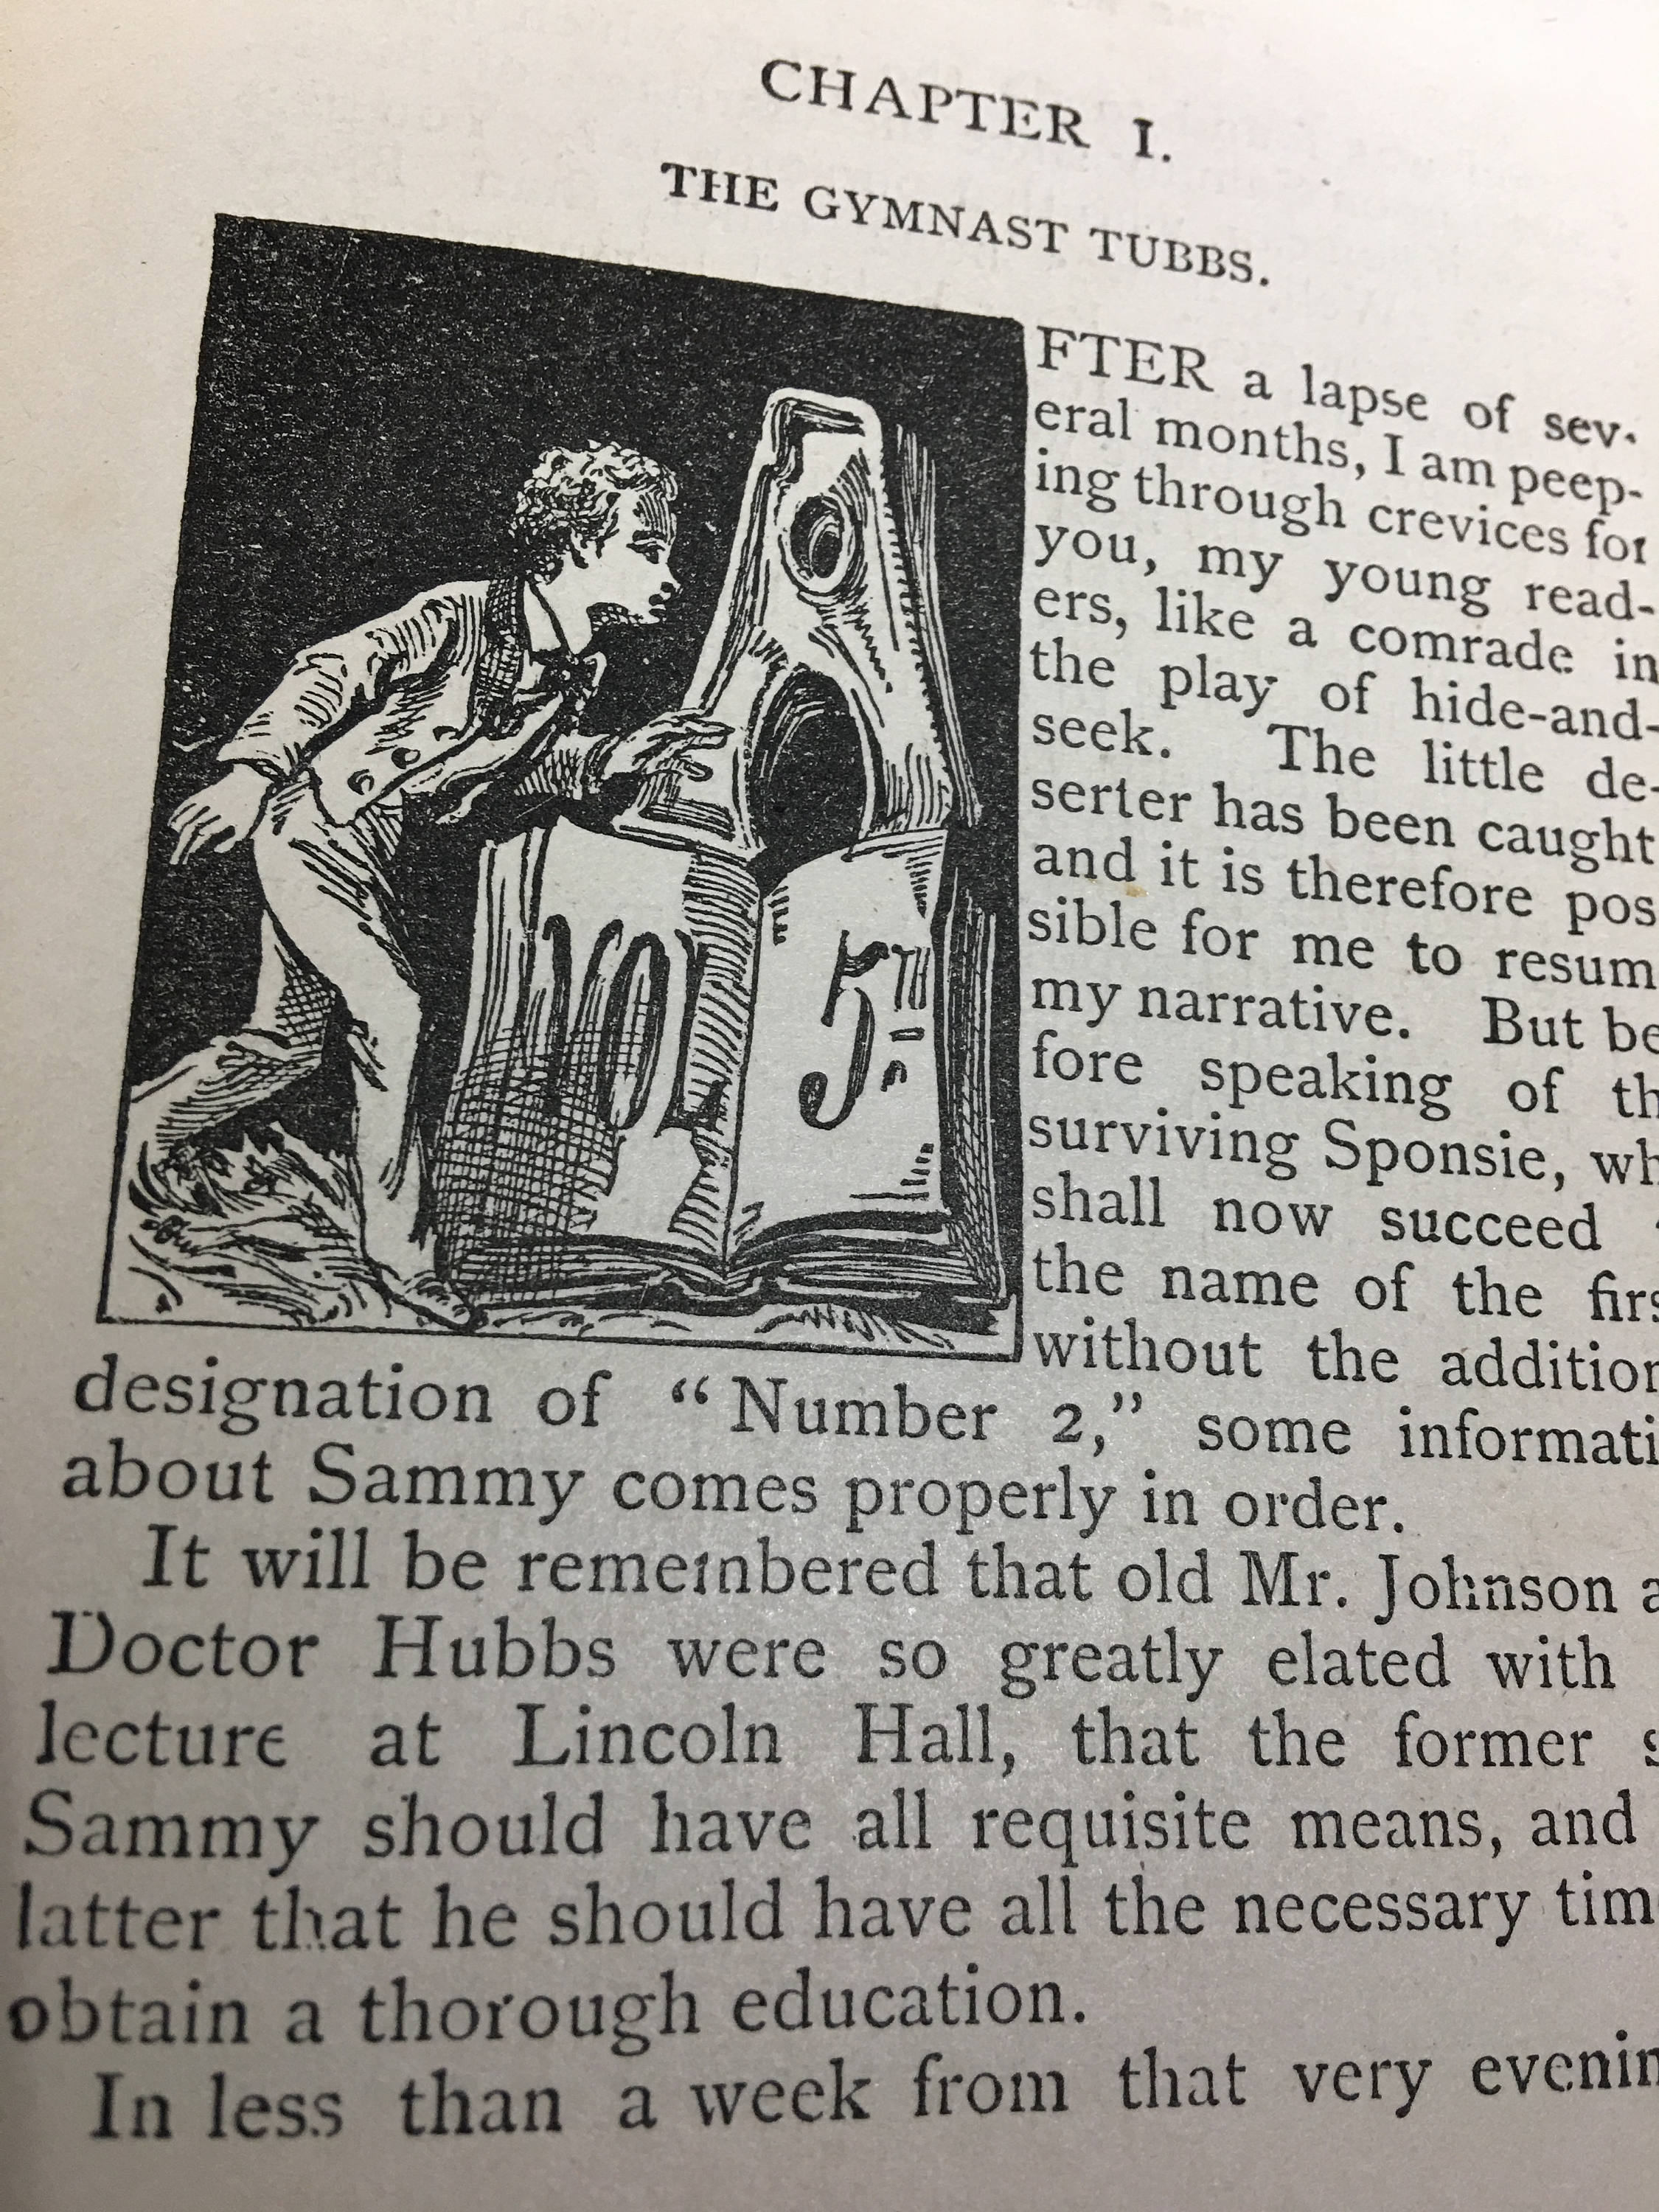 CHAPTER I.
THE GYMNAST TUBBS.
A
VOL
5TH
FTER a lapse of sev-
eral months, I am peep-
ing through crevices for
you, my young read-
ers, like a comrade in
the play of hide-and-
seek. The little de-
serter has been caught
and it is therefore pos
sible for me to resum
my narrative. But be
fore speaking of th
surviving Sponsie, wh
shall now succeed
the name of the firs
without the addition
designation of “Number 2,” some informati
about Sammy comes properly in order.
It will be remembered that old Mr. Johnson a
Doctor Hubbs were so greatly elated with
lecture at Lincoln Hall, that the former s
Sammy should have all requisite means, and
latter that he should have all the necessary tim
obtain a thorough education.
In less than a week from that very evenin